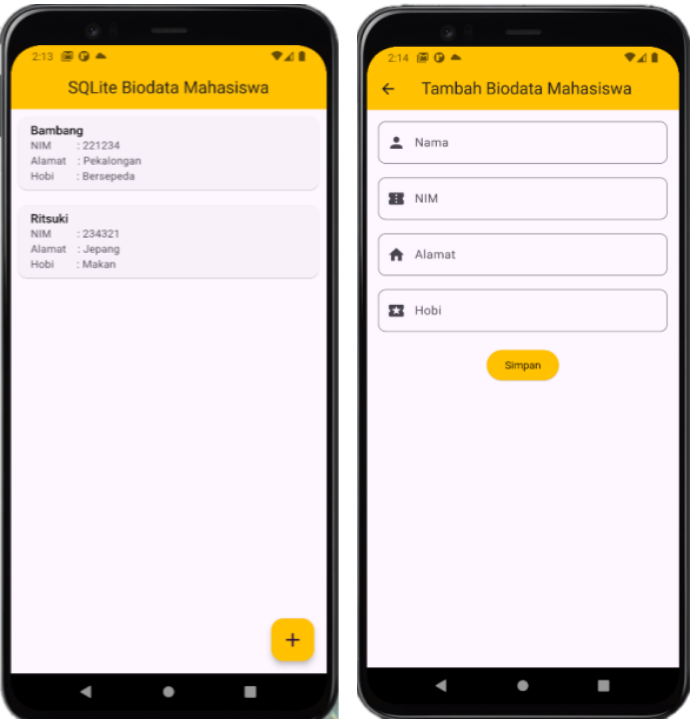 2:13
SQLite Biodata Mahasiswa
Bambang
NIM : 221234
Alamat : Pekalongan
Hobi : Bersepeda
Ritsuki
NIM : 234321
Alamat : Jepang
Hobi : Makan
+
2:14
Tambah Biodata Mahasiswa
Nama
NIM
Alamat
Hobi
Simpan